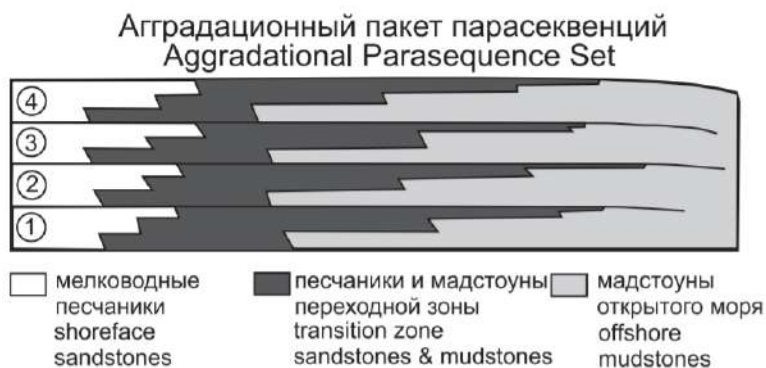 Агградационный пакет парасеквенций
Aggradational Parasequence Set
④
③
②
①
мелководные
песчаники
shoreface
sandstones
песчаники и мадстоуны
переходной зоны
transition zone
sandstones & mudstones
мадстоуны
открытого моря
offshore
mudstones